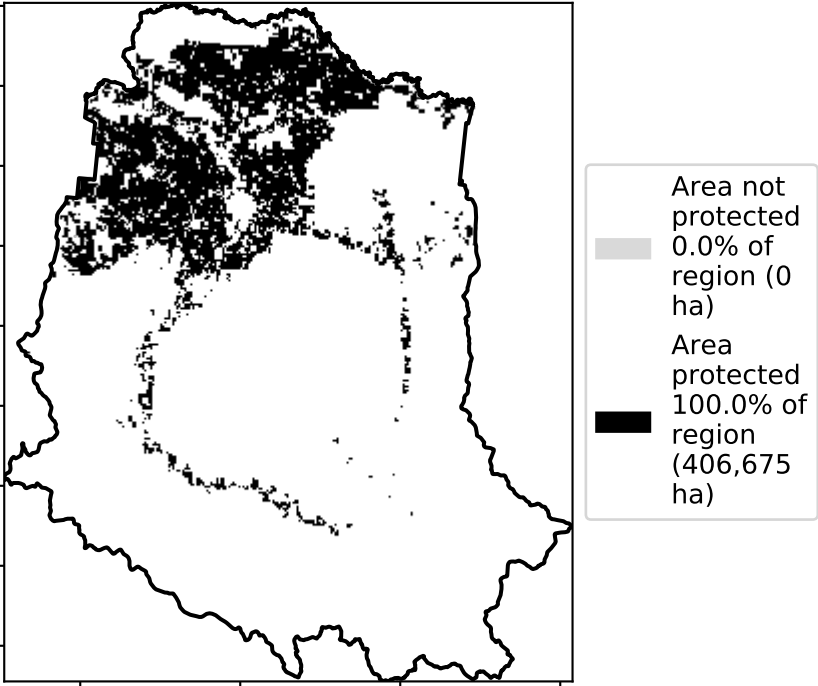 Area not
protected
0.0% of
region (0
ha)
Area
protected
100.0% of
region
(406,675
ha)